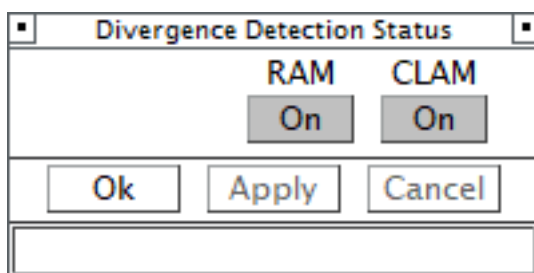 Divergence Detection Status
RAM CLAM
On On
Ok Apply Cancel